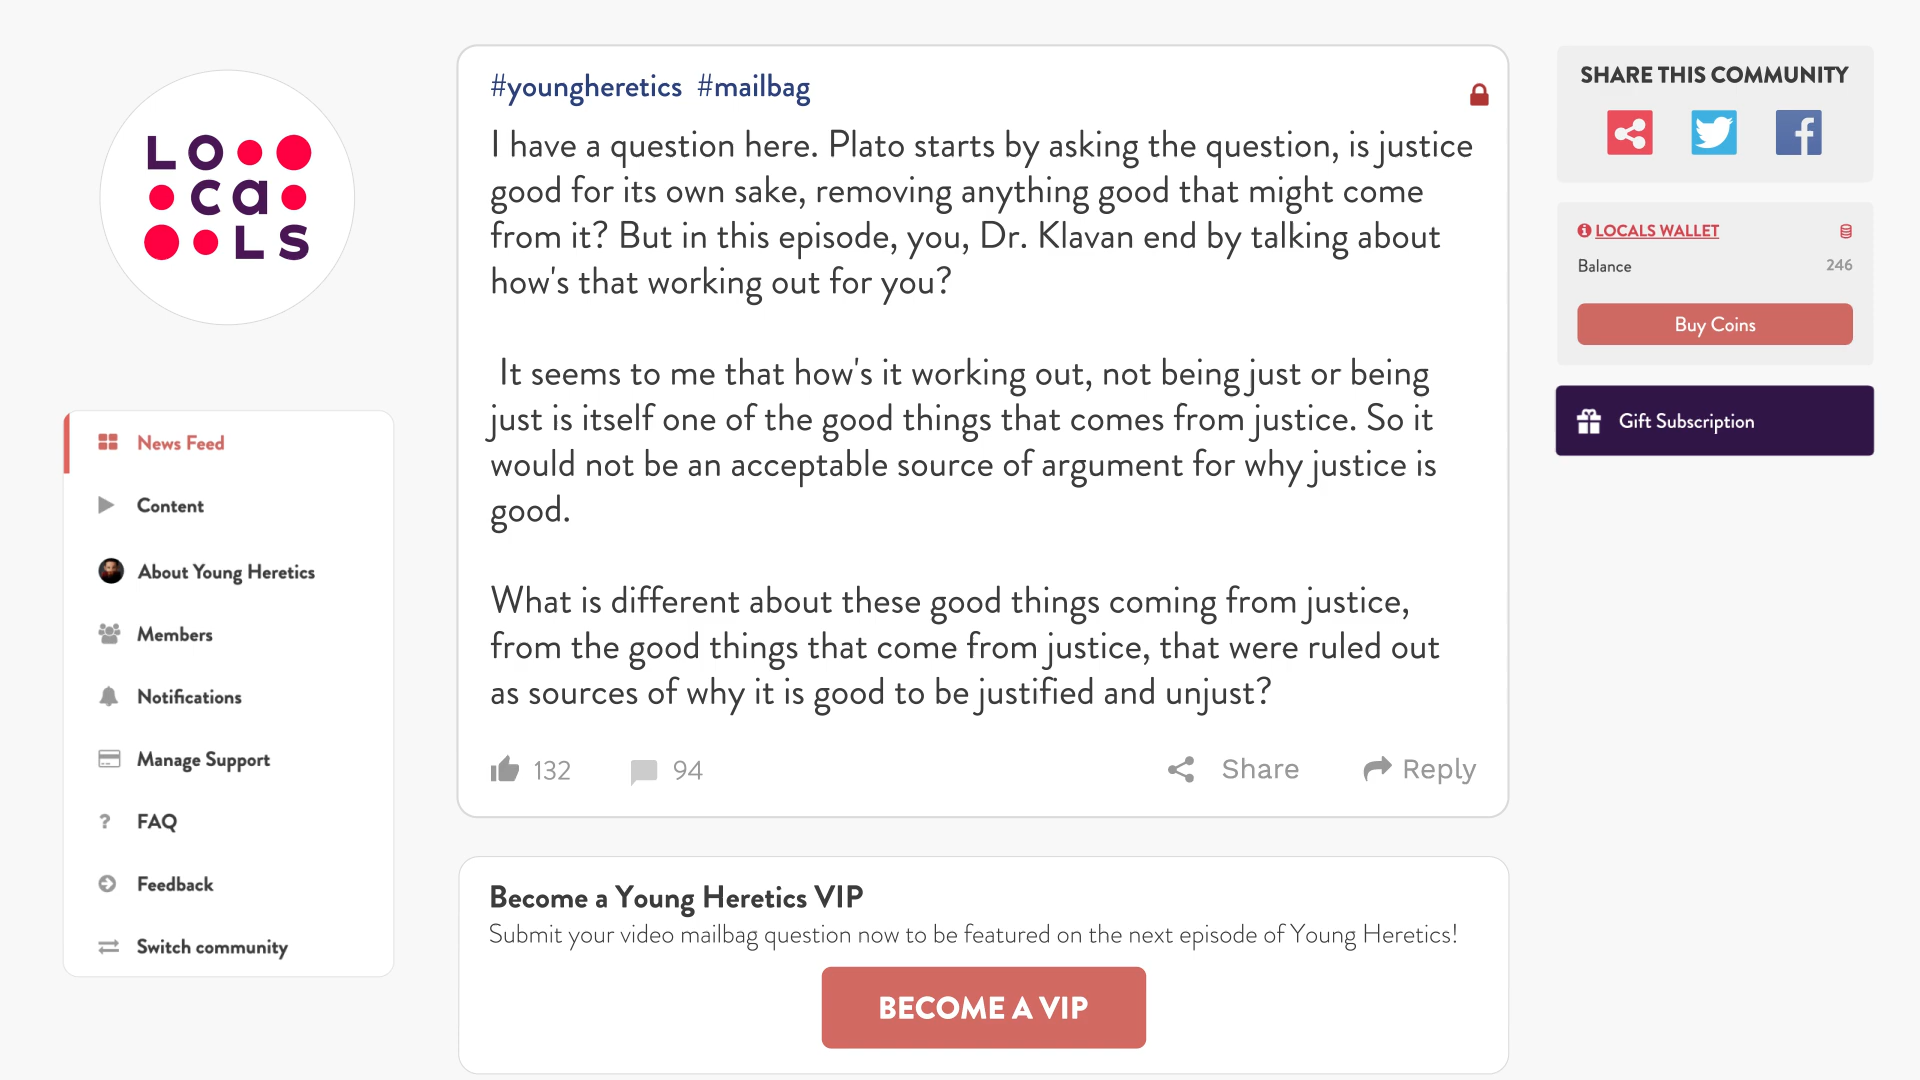 LOcaLS
News Feed
Content
About Young Heretics
Members
Notifications
Manage Support
? FAQ
Feedback
Switch community
#youngheretics #mailbag
I have a question here. Plato starts by asking the question, is justice
good for its own sake, removing anything good that might come
from it? But in this episode, you, Dr. Klavan end by talking about
how's that working out for you?
It seems to me that how's it working out, not being just or being
just is itself one of the good things that comes from justice. So it
would not be an acceptable source of argument for why justice is
good.
What is different about these good things coming from justice,
from the good things that come from justice, that were ruled out
as sources of why it is good to be justified and unjust?
132 94 Share Reply
Become a Young Heretics VIP
Submit your video mailbag question now to be featured on the next episode of Young Heretics!
BECOME A VIP
SHARE THIS COMMUNITY
LOCALS WALLET
Balance 246
Buy Coins
Gift Subscription